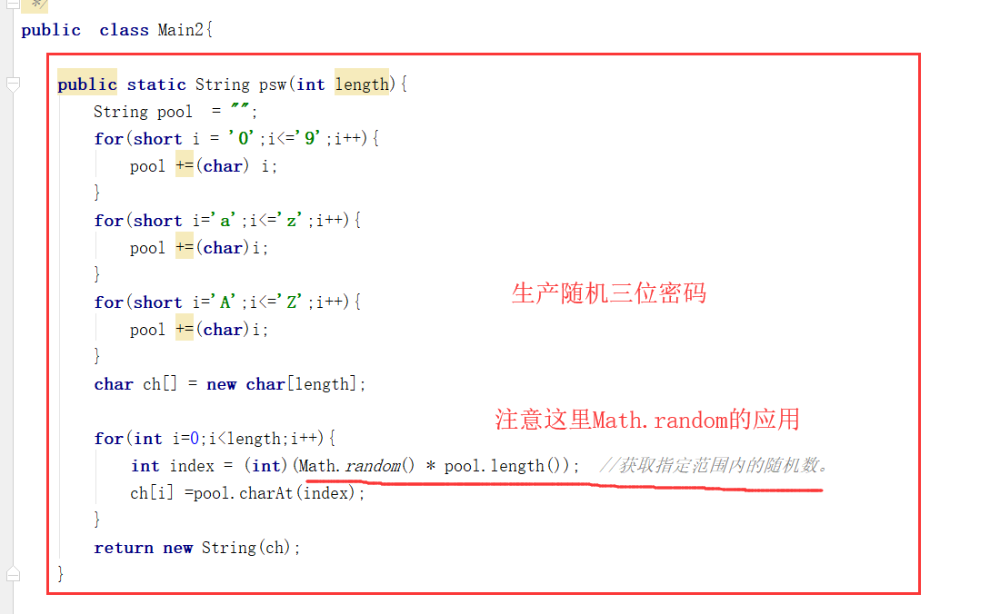 */
public  class Main2{
public static String psw(int length){
String pool  = "";
for(short i = '0';i<='9';i++){
pool +=(char) i;
}
for(short i='a';i<='z';i++){
pool +=(char)i;
}
for(short i='A';i<='Z';i++){
生产随机三位密码
pool +=(char)i;
}
char ch[] = new char[length];
注意这里Math.random的应用
for(int i=0;i<length;i++){
int index = (int)(Math.random() * pool.length());  //获取指定范围内的随机数。
ch[i] =pool.charAt(index);
}
return new String(ch);
}